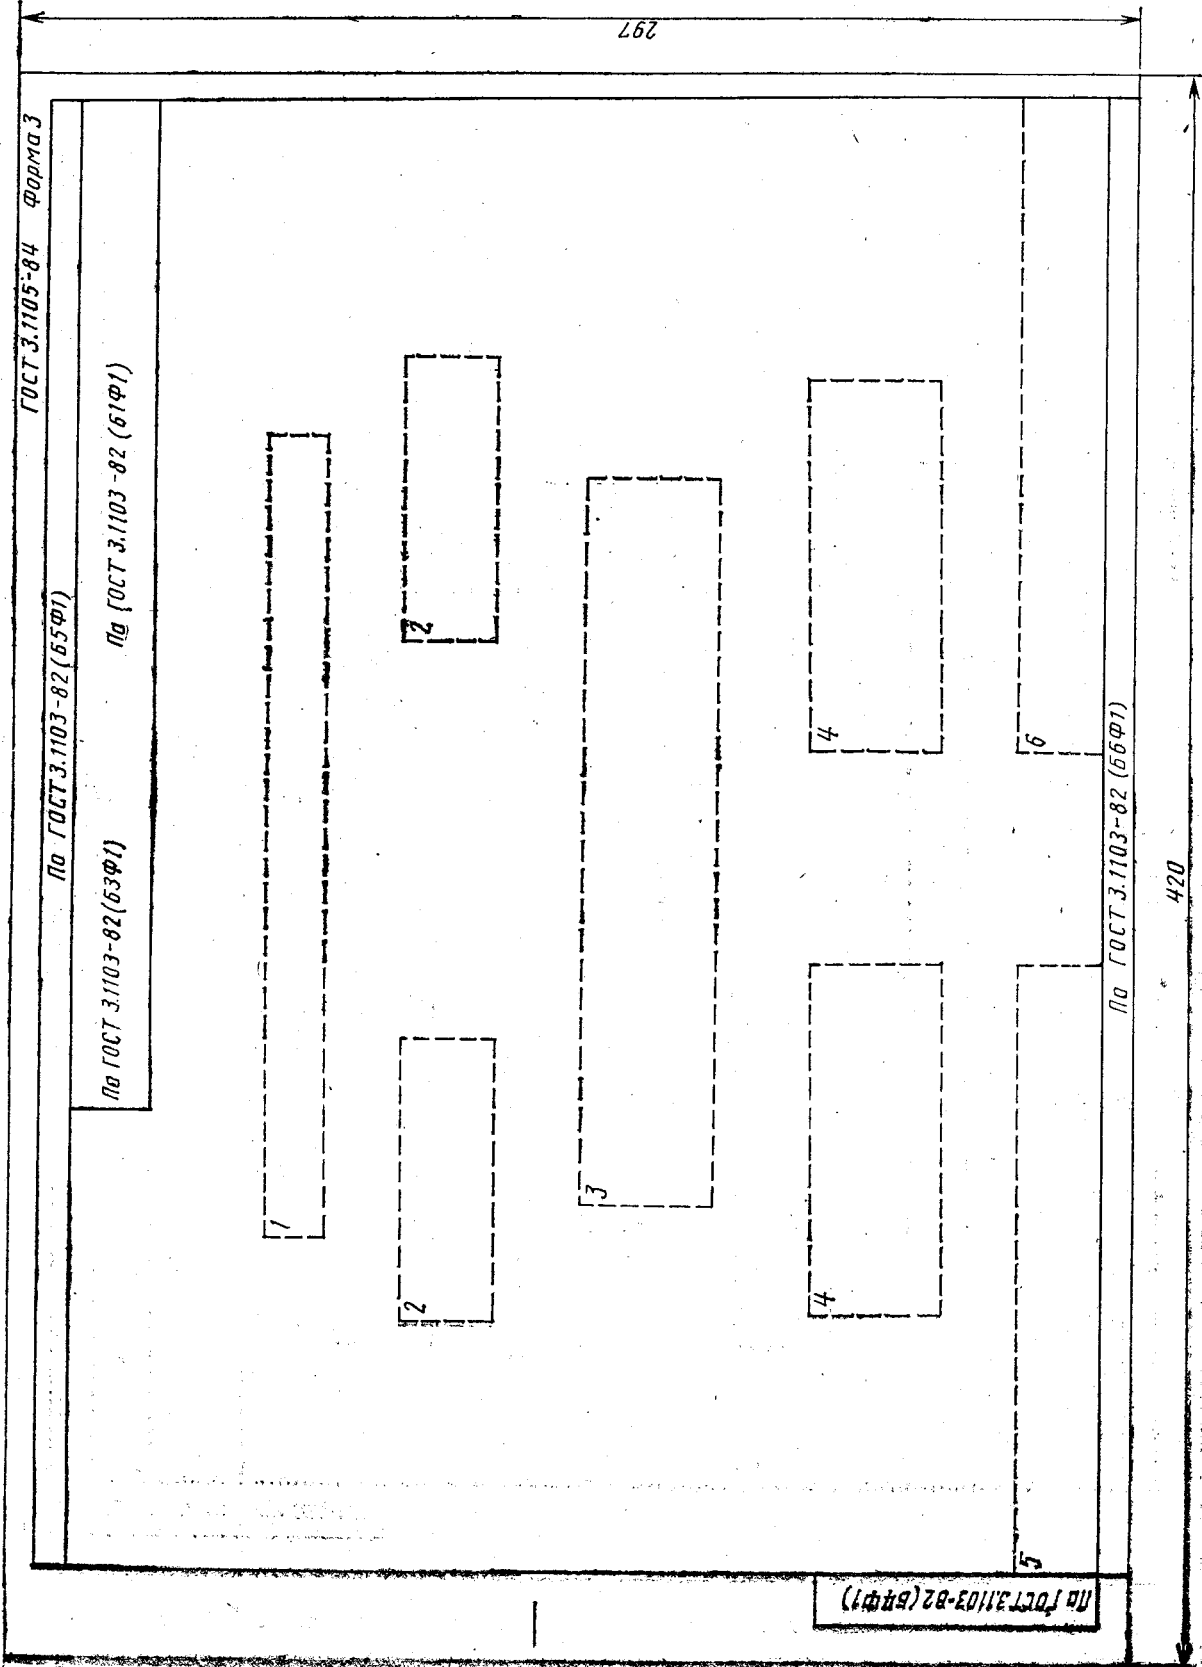 ГОСТ 3.1105-84 Форма 3
По ГОСТ 3.1103-82 (Б5Ф1)
По ГОСТ 3.1103-82 (Б3Ф1)
По ГОСТ 3.1103-82 (Б1Ф1)
1
2
2
3
4
4
5
6
По ГОСТ 3.1103-82 (Б4Ф1)
По ГОСТ 3.1103-82 (Б6Ф1)
420
297